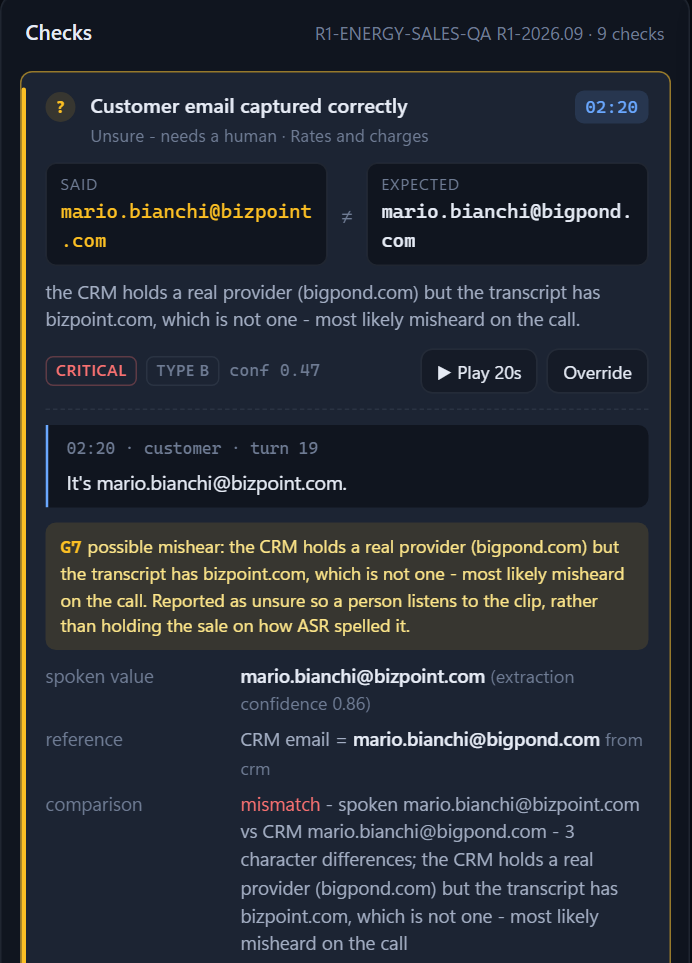 Checks
R1-ENERGY-SALES-QA R1-2026.09 · 9 checks
?
Customer email captured correctly
02:20
Unsure - needs a human · Rates and charges
SAID
mario.bianchi@bizpoint
.com
≠
EXPECTED
mario.bianchi@bigpond.
com
the CRM holds a real provider (bigpond.com) but the transcript has
bizpoint.com, which is not one - most likely misheard on the call.
CRITICAL
TYPE B
conf 0.47
▶ Play 20s
Override
02:20 · customer · turn 19
It's mario.bianchi@bizpoint.com.
G7 possible mishear: the CRM holds a real provider (bigpond.com) but
the transcript has bizpoint.com, which is not one - most likely misheard
on the call. Reported as unsure so a person listens to the clip, rather
than holding the sale on how ASR spelled it.
spoken value
mario.bianchi@bizpoint.com (extraction
confidence 0.86)
reference
CRM email = mario.bianchi@bigpond.com from
crm
comparison
mismatch - spoken mario.bianchi@bizpoint.com
vs CRM mario.bianchi@bigpond.com - 3
character differences; the CRM holds a real
provider (bigpond.com) but the transcript has
bizpoint.com, which is not one - most likely
misheard on the call